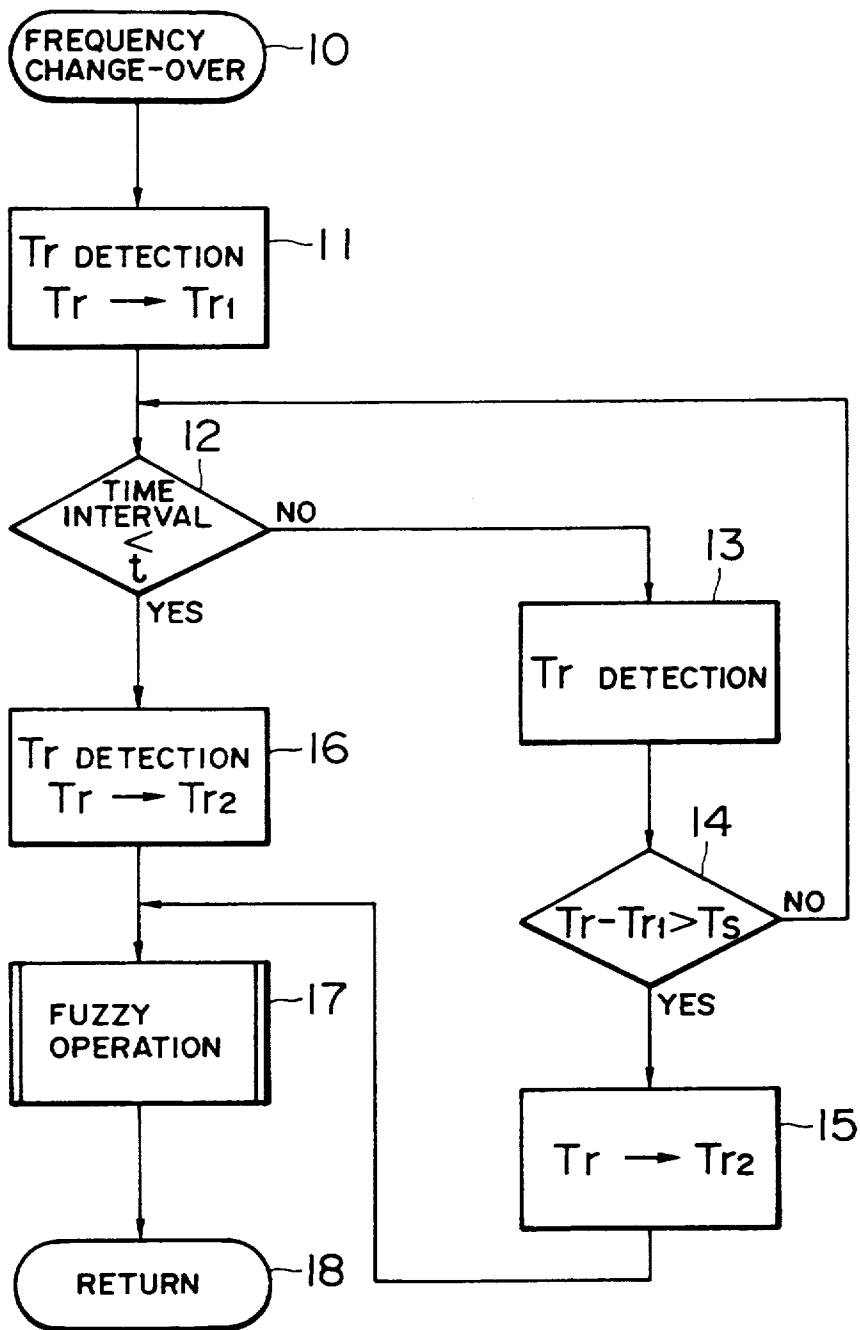 FREQUENCY
CHANGE-OVER
10
Tr DETECTION
Tr → Tr1
11
12
TIME
INTERVAL
<
t
NO
YES
13
Tr DETECTION
Tr DETECTION
Tr → Tr2
16
14
Tr-Tr1>Ts
NO
YES
FUZZY
OPERATION
17
Tr → Tr2
15
RETURN
18